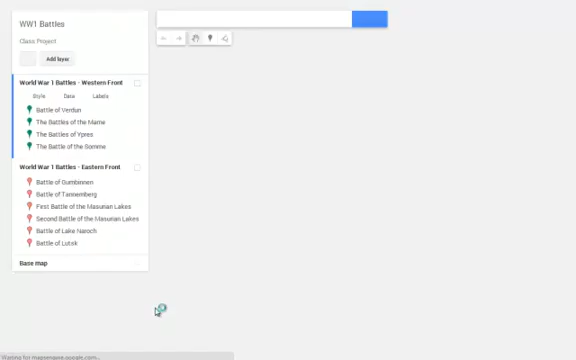 WW1 Battles
Class Project
Add layer
World War 1 Battles - Western Front
Style Data Labels
Battle of Verdun
The Battles of the Marne
The Battles of Ypres
The Battle of the Somme
World War 1 Battles - Eastern Front
Battle of Gumbinnen
Battle of Tannenberg
First Battle of the Masurian Lakes
Second Battle of the Masurian Lakes
Battle of Lake Naroch
Battle of Lutsk
Base map